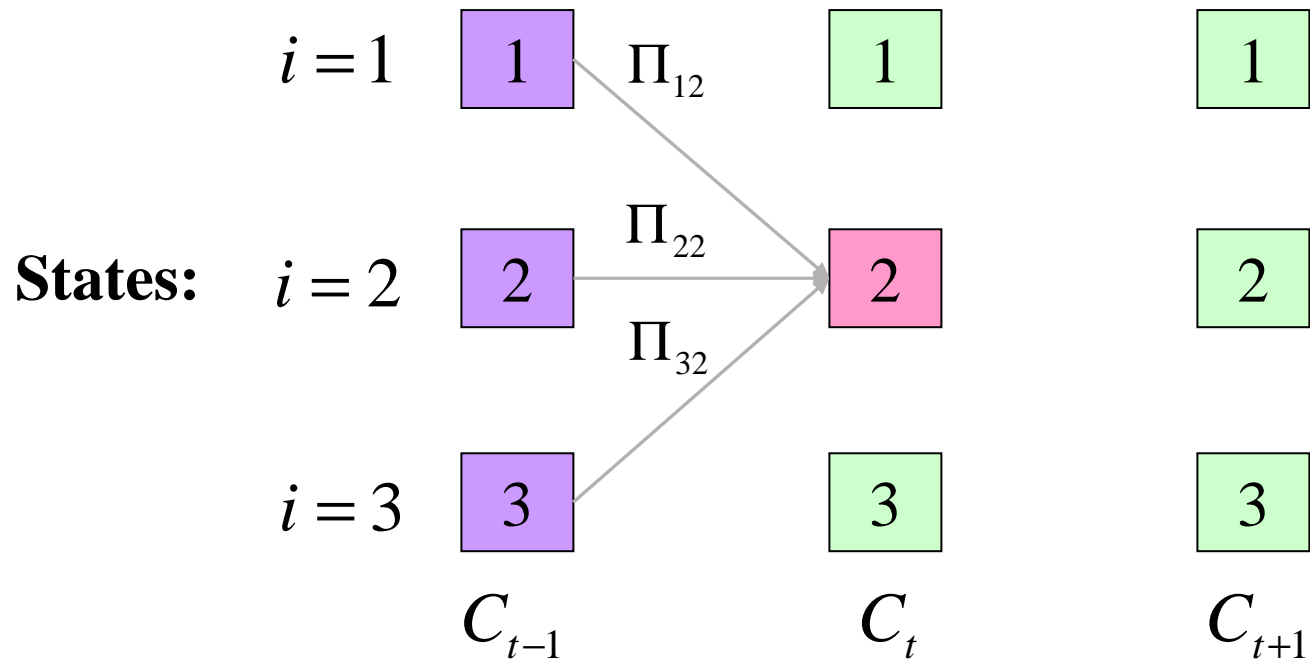 i = 1 1 Π₁₂ 1 1
Π₂₂
States: i = 2 2 2 2
Π₃₂
i = 3 3 3 3
Cₜ₋₁ Cₜ Cₜ₊₁